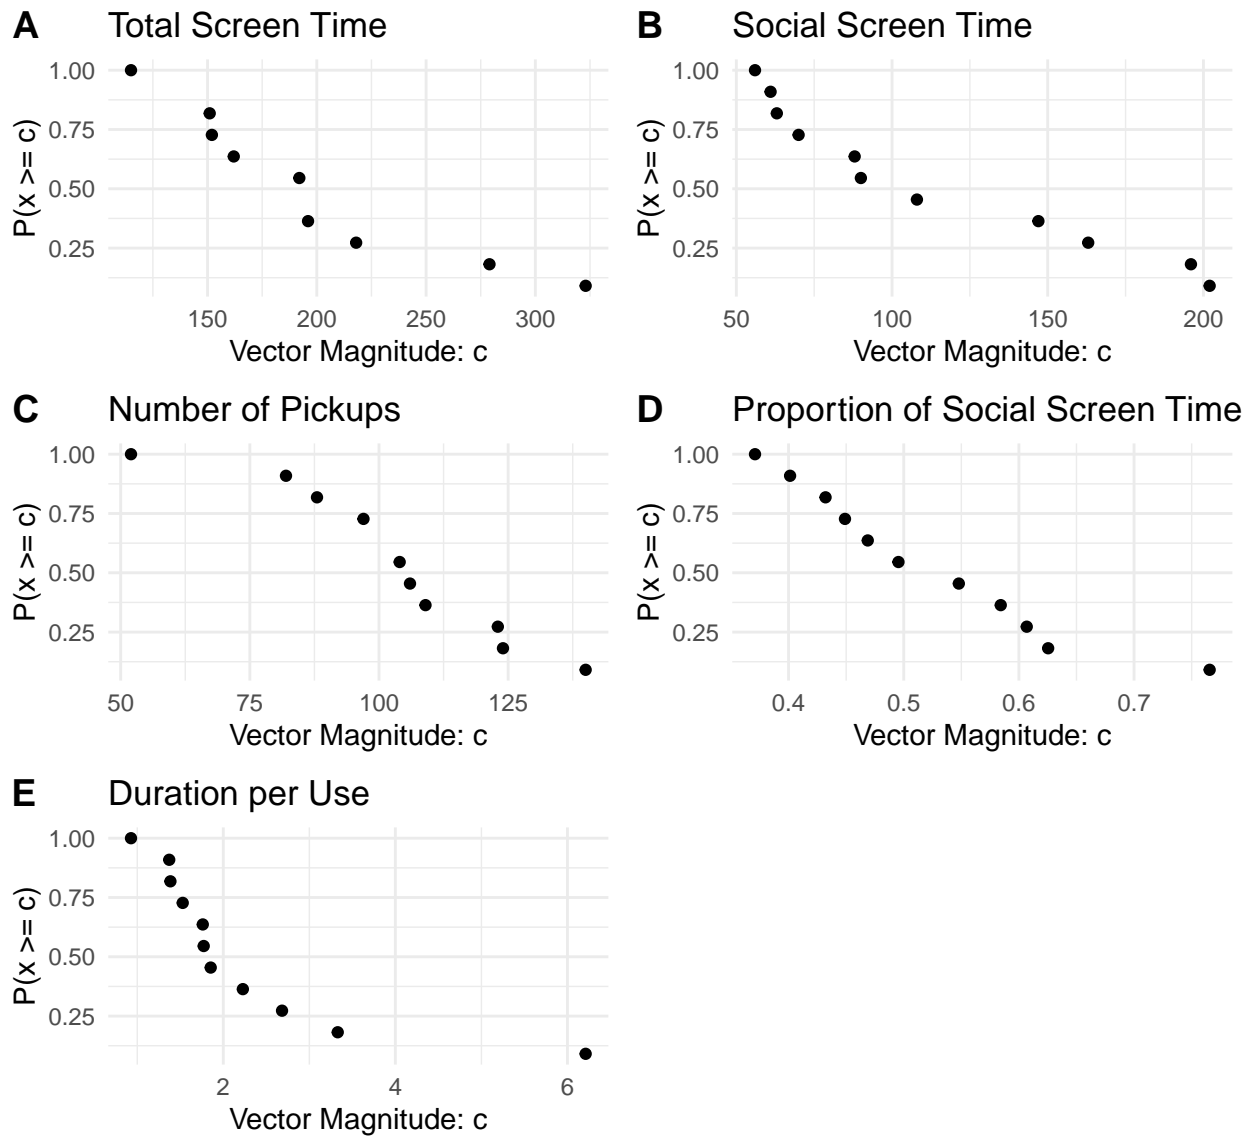 A Total Screen Time
P(x >= c)
1.00
0.75
0.50
0.25
150 200 250 300
Vector Magnitude: c
B Social Screen Time
P(x >= c)
1.00
0.75
0.50
0.25
50 100 150 200
Vector Magnitude: c
C Number of Pickups
P(x >= c)
1.00
0.75
0.50
0.25
50 75 100 125
Vector Magnitude: c
D Proportion of Social Screen Time
P(x >= c)
1.00
0.75
0.50
0.25
0.4 0.5 0.6 0.7
Vector Magnitude: c
E Duration per Use
P(x >= c)
1.00
0.75
0.50
0.25
2 4 6
Vector Magnitude: c